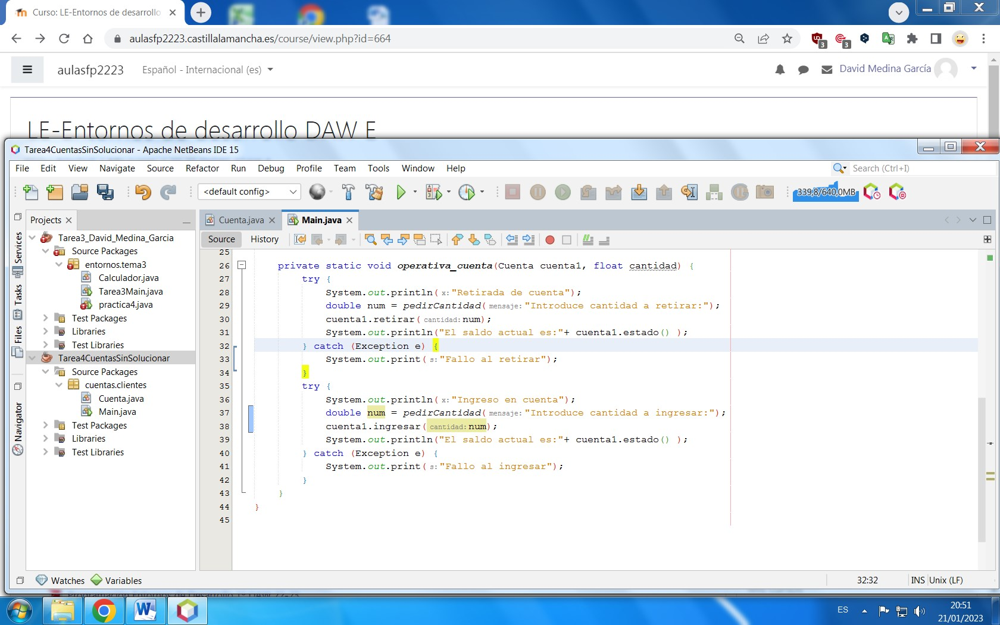 Curso: LE-Entornos de desarrollo
aulasfp2223.castillalamancha.es/course/view.php?id=664
3
3
aulasfp2223
Español - Internacional (es)
David Medina García
LE-Entornos de desarrollo DAW E
Tarea4CuentasSinSolucionar - Apache NetBeans IDE 15
File Edit View Navigate Source Refactor Run Debug Profile Team Tools Window Help
Search (Ctrl+I)
<default config>
339,8/640,0MB
Services
Tasks
Files
Navigator
Projects
Tarea3_David_Medina_Garcia
Source Packages
entornos.tema3
Calculador.java
Tarea3Main.java
practica4.java
Test Packages
Libraries
Test Libraries
Tarea4CuentasSinSolucionar
Source Packages
cuentas.clientes
Cuenta.java
Main.java
Test Packages
Libraries
Test Libraries
Cuenta.java
Main.java
Source
History
25
26 private static void operativa_cuenta(Cuenta cuenta1, float cantidad) {
27 try {
28 System.out.println(x:"Retirada de cuenta");
29 double num = pedirCantidad(mensaje:"Introduce cantidad a retirar:");
30 cuenta1.retirar(cantidad:num);
31 System.out.println("El saldo actual es:"+ cuenta1.estado() );
32 } catch (Exception e) {
33 System.out.print(s:"Fallo al retirar");
34 }
35 try {
36 System.out.println(x:"Ingreso en cuenta");
37 double num = pedirCantidad(mensaje:"Introduce cantidad a ingresar:");
38 cuenta1.ingresar(cantidad:num);
39 System.out.println("El saldo actual es:"+ cuenta1.estado() );
40 } catch (Exception e) {
41 System.out.print(s:"Fallo al ingresar");
42 }
43 }
44 }
45
Watches
Variables
32:32
INS
Unix (LF)
ES
20:51
21/01/2023